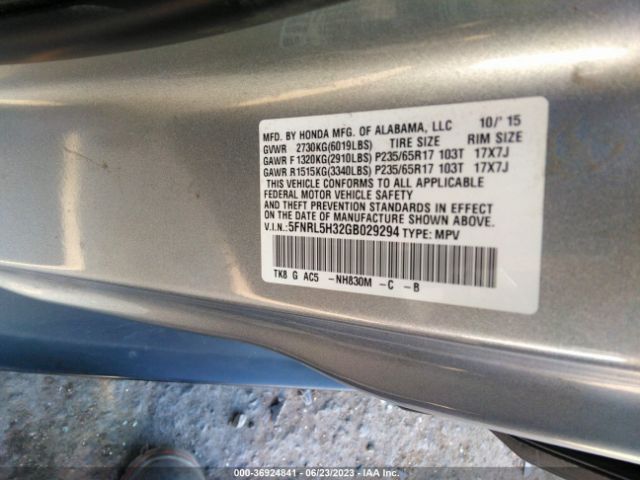 MFD. BY HONDA MFG. OF ALABAMA, LLC 10/'15
GVWR 2730KG(6019LBS) TIRE SIZE RIM SIZE
GAWR F1320KG(2910LBS) P235/65R17 103T 17X7J
GAWR R1515KG(3340LBS) P235/65R17 103T 17X7J
THIS VEHICLE CONFORMS TO ALL APPLICABLE
FEDERAL MOTOR VEHICLE SAFETY
AND THEFT PREVENTION STANDARDS IN EFFECT
ON THE DATE OF MANUFACTURE SHOWN ABOVE.
V.I.N.:5FNRL5H32GB029294 TYPE: MPV
TK8 G AC5 -NH830M -C -B
000-36924841 - 06/23/2023 - IAA Inc.